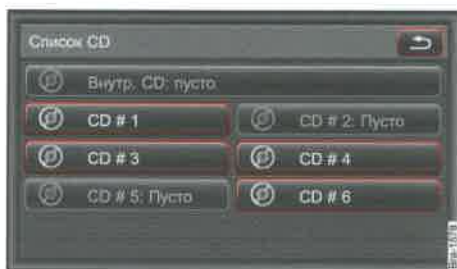 Список CD
Внутр. CD: пусто
CD # 1
CD # 2: Пусто
CD # 3
CD # 4
CD # 5: Пусто
CD # 6